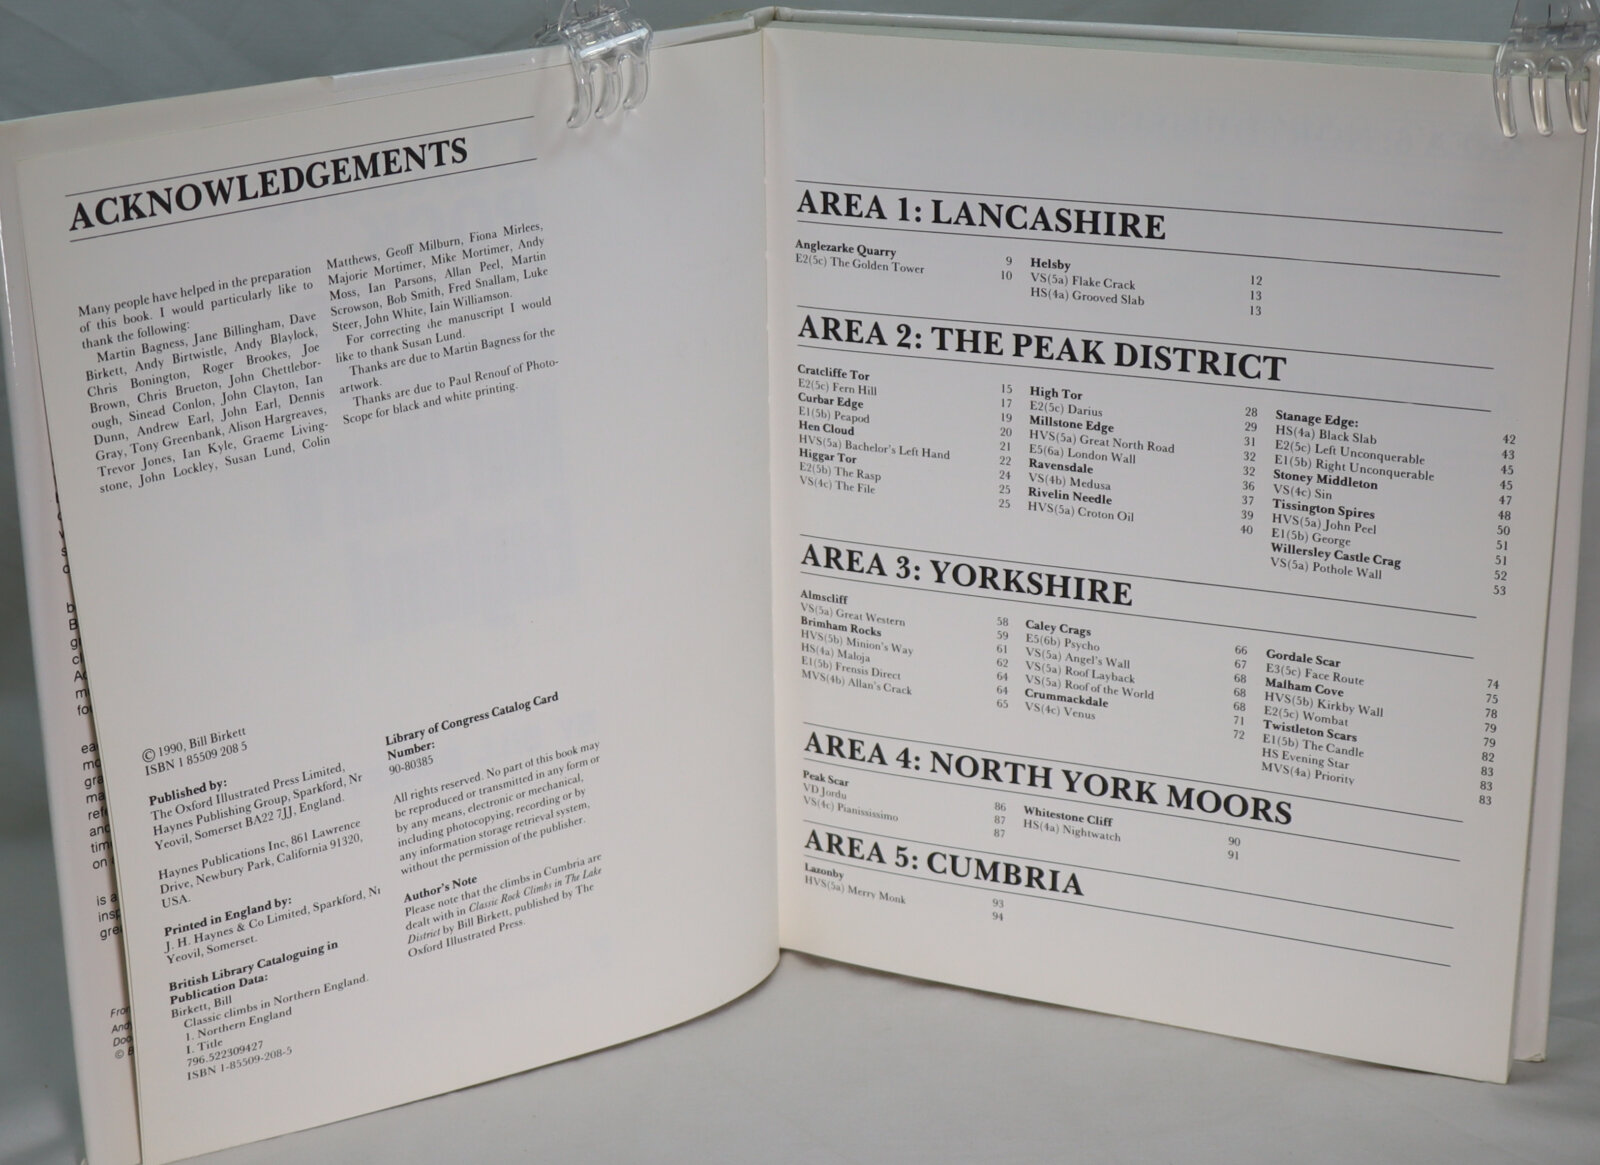 ACKNOWLEDGEMENTS
Many people have helped in the preparation
of this book. I would particularly like to
thank the following:
Martin Bagness, Jane Billingham, Dave
Birkett, Andy Birtwistle, Andy Blaylock,
Chris Bonington, Roger Brookes, Joe
Brown, Chris Brueton, John Chettlebor-
ough, Sinead Conlon, John Clayton, Ian
Dunn, Andrew Earl, John Earl, Dennis
Gray, Tony Greenbank, Alison Hargreaves,
Trevor Jones, Ian Kyle, Graeme Living-
stone, John Lockley, Susan Lund, Colin
Matthews, Geoff Milburn, Fiona Mirlees,
Majorie Mortimer, Mike Mortimer, Andy
Moss, Ian Parsons, Allan Peel, Martin
Scrowson, Bob Smith, Fred Snallam, Luke
Steer, John White, Iain Williamson.
For correcting the manuscript I would
like to thank Susan Lund.
Thanks are due to Martin Bagness for the
artwork.
Thanks are due to Paul Renouf of Photo-
Scope for black and white printing.
© 1990, Bill Birkett
ISBN 1 85509 208 5
Published by:
The Oxford Illustrated Press Limited,
Haynes Publishing Group, Sparkford, Nr
Yeovil, Somerset BA22 7JJ, England.
Haynes Publications Inc, 861 Lawrence
Drive, Newbury Park, California 91320,
USA.
Printed in England by:
J. H. Haynes & Co Limited, Sparkford, Nr
Yeovil, Somerset.
British Library Cataloguing in
Publication Data:
Birkett, Bill
Classic climbs in Northern England.
1. Northern England
I. Title
796.522309427
ISBN 1-85509-208-5
Library of Congress Catalog Card
Number:
90-80385
All rights reserved. No part of this book may
be reproduced or transmitted in any form or
by any means, electronic or mechanical,
including photocopying, recording or by
any information storage retrieval system,
without the permission of the publisher.
Author's Note
Please note that the climbs in Cumbria are
dealt with in Classic Rock Climbs in The Lake
District by Bill Birkett, published by The
Oxford Illustrated Press.
AREA 1: LANCASHIRE
Anglezarke Quarry 9
E2(5c) The Golden Tower 10
Helsby 12
VS(5a) Flake Crack 13
HS(4a) Grooved Slab 13
AREA 2: THE PEAK DISTRICT
Cratcliffe Tor 15
E2(5c) Fern Hill 17
Curbar Edge 19
E1(5b) Peapod 20
Hen Cloud 21
HVS(5a) Bachelor's Left Hand 22
Higgar Tor 24
E2(5b) The Rasp 25
VS(4c) The File 25
High Tor 28
E2(5c) Darius 29
Millstone Edge 31
HVS(5a) Great North Road 32
E5(6a) London Wall 32
Ravensdale 36
VS(4b) Medusa 37
Rivelin Needle 39
HVS(5a) Croton Oil 40
Stanage Edge: 42
HS(4a) Black Slab 43
E2(5c) Left Unconquerable 45
E1(5b) Right Unconquerable 45
Stoney Middleton 47
VS(4c) Sin 48
Tissington Spires 50
HVS(5a) John Peel 51
E1(5b) George 51
Willersley Castle Crag 52
VS(5a) Pothole Wall 53
AREA 3: YORKSHIRE
Almscliff 58
VS(5a) Great Western 59
Brimham Rocks 61
HVS(5b) Minion's Way 62
HS(4a) Maloja 64
E1(5b) Frensis Direct 64
MVS(4b) Allan's Crack 65
Caley Crags 66
E5(6b) Psycho 67
VS(5a) Angel's Wall 68
VS(5a) Roof Layback 68
VS(5a) Roof of the World 68
Crummackdale 71
VS(4c) Venus 72
Gordale Scar 74
E3(5c) Face Route 75
Malham Cove 78
HVS(5b) Kirkby Wall 79
E2(5c) Wombat 79
Twistleton Scars 82
E1(5b) The Candle 83
HS Evening Star 83
MVS(4a) Priority 83
AREA 4: NORTH YORK MOORS
Peak Scar 86
VD Jordu 87
VS(4c) Pianississimo 87
Whitestone Cliff 90
HS(4a) Nightwatch 91
AREA 5: CUMBRIA
Lazonby 93
HVS(5a) Merry Monk 94